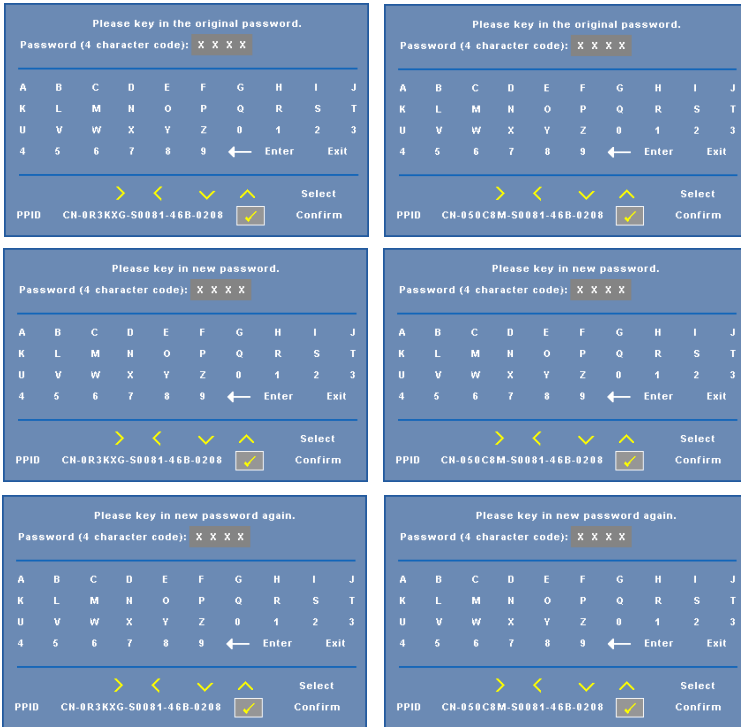 Please key in the original password.
Password (4 character code): X X X X
A B C D E F G H I J
K L M N O P Q R S T
U V W X Y Z 0 1 2 3
4 5 6 7 8 9 Enter Exit
Select
PPID CN-0R3KXG-S0081-46B-0208 Confirm
Please key in the original password.
Password (4 character code): X X X X
A B C D E F G H I J
K L M N O P Q R S T
U V W X Y Z 0 1 2 3
4 5 6 7 8 9 Enter Exit
Select
PPID CN-050C8M-S0081-46B-0208 Confirm
Please key in new password.
Password (4 character code): X X X X
A B C D E F G H I J
K L M N O P Q R S T
U V W X Y Z 0 1 2 3
4 5 6 7 8 9 Enter Exit
Select
PPID CN-0R3KXG-S0081-46B-0208 Confirm
Please key in new password.
Password (4 character code): X X X X
A B C D E F G H I J
K L M N O P Q R S T
U V W X Y Z 0 1 2 3
4 5 6 7 8 9 Enter Exit
Select
PPID CN-050C8M-S0081-46B-0208 Confirm
Please key in new password again.
Password (4 character code): X X X X
A B C D E F G H I J
K L M N O P Q R S T
U V W X Y Z 0 1 2 3
4 5 6 7 8 9 Enter Exit
Select
PPID CN-0R3KXG-S0081-46B-0208 Confirm
Please key in new password again.
Password (4 character code): X X X X
A B C D E F G H I J
K L M N O P Q R S T
U V W X Y Z 0 1 2 3
4 5 6 7 8 9 Enter Exit
Select
PPID CN-050C8M-S0081-46B-0208 Confirm